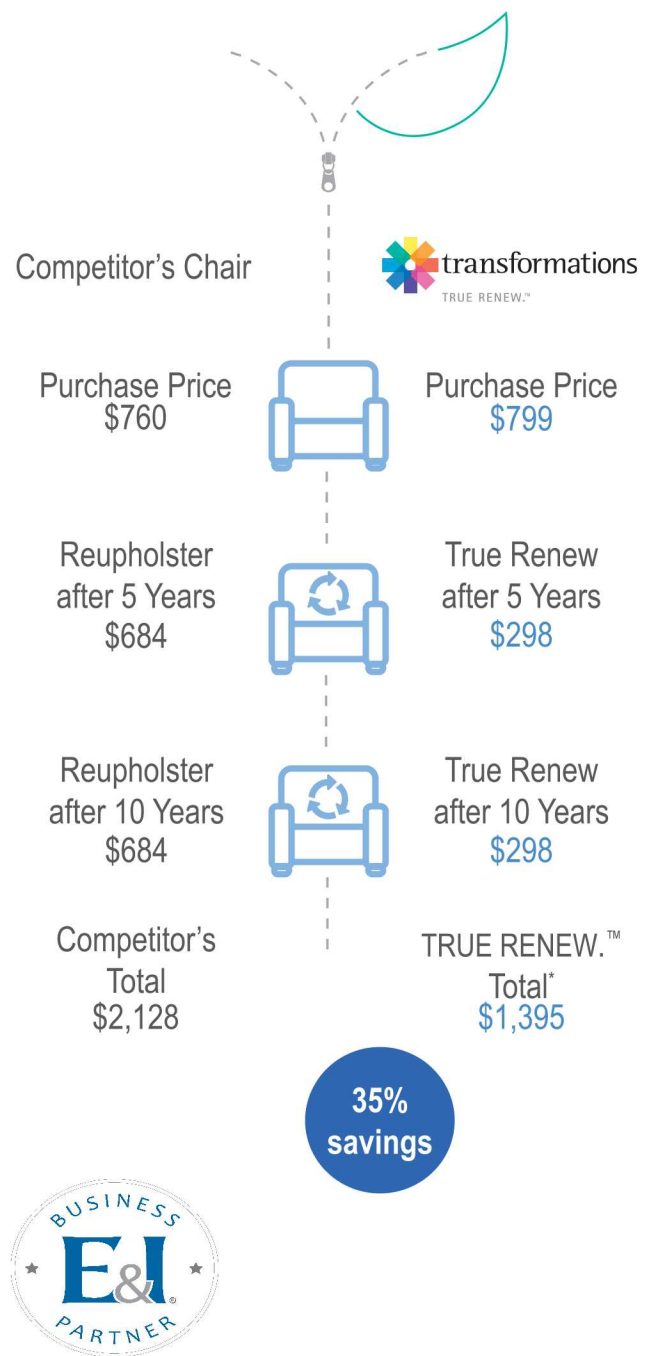 Competitor’s Chair
transformations
TRUE RENEW.™
Purchase Price
$760
Purchase Price
$799
Reupholster
after 5 Years
$684
True Renew
after 5 Years
$298
Reupholster
after 10 Years
$684
True Renew
after 10 Years
$298
Competitor’s
Total
$2,128
TRUE RENEW.™
Total*
$1,395
35%
savings
BUSINESS
E&I®
PARTNER